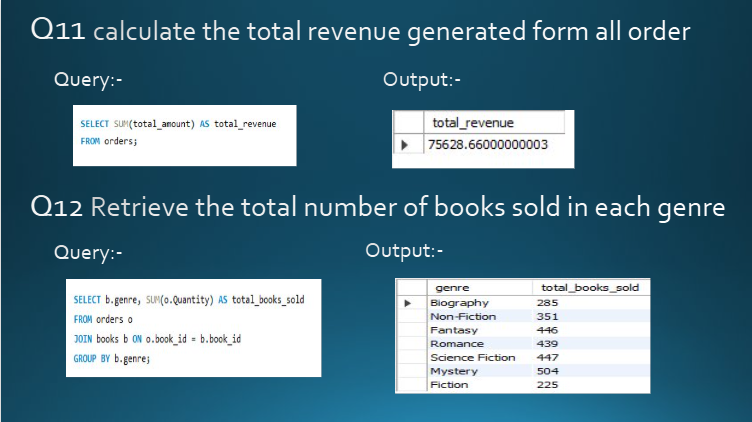 Q11 calculate the total revenue generated form all order
Query:-
Output:-
SELECT SUM(total_amount) AS total_revenue
FROM orders;
total_revenue
75628.66000000003
Q12 Retrieve the total number of books sold in each genre
Query:-
Output:-
SELECT b.genre, SUM(o.Quantity) AS total_books_sold
FROM orders o
JOIN books b ON o.book_id = b.book_id
GROUP BY b.genre;
genre total_books_sold
Biography 285
Non-Fiction 351
Fantasy 446
Romance 439
Science Fiction 447
Mystery 504
Fiction 225